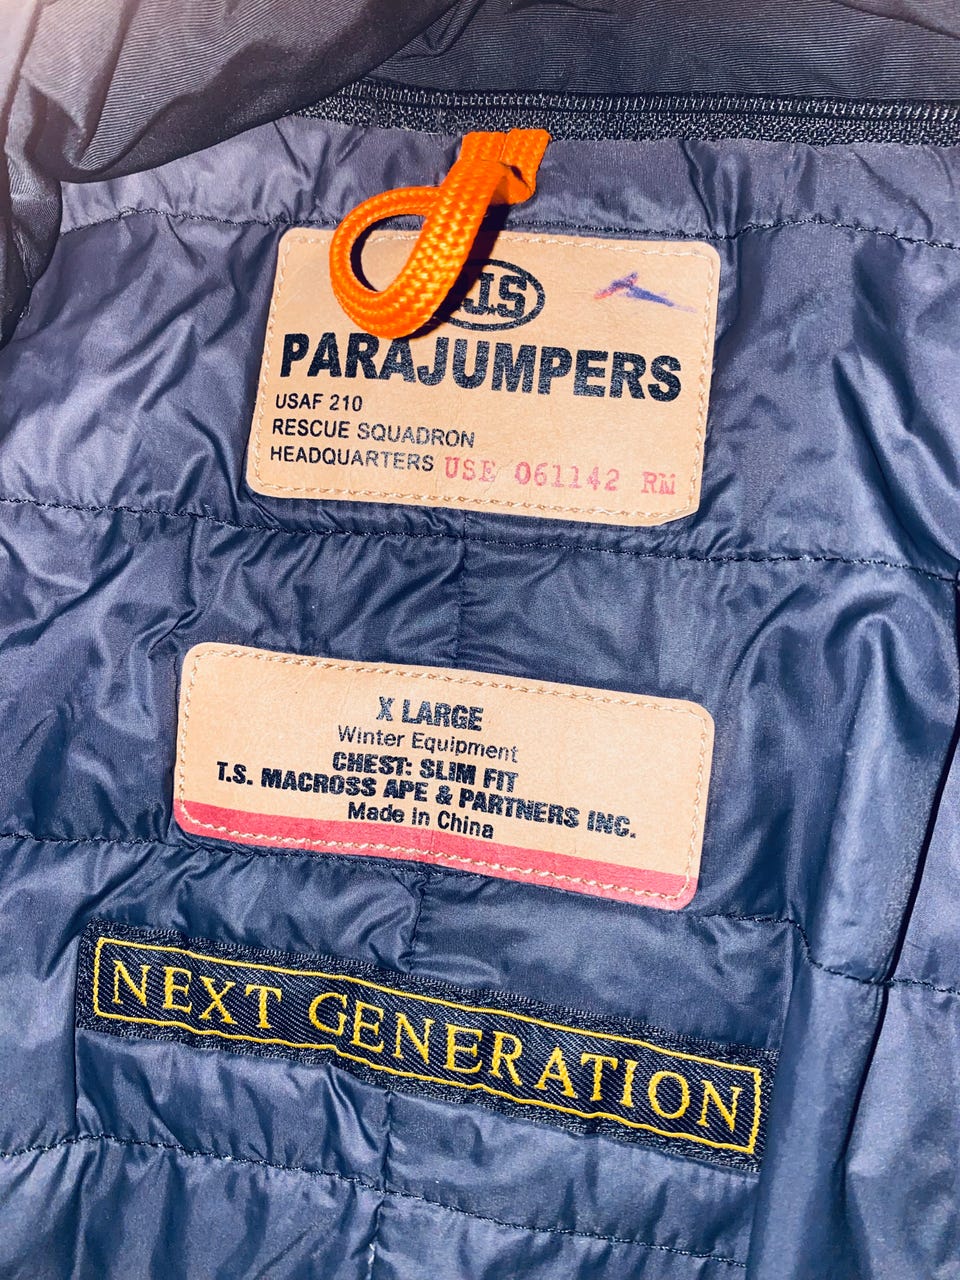 PARAJUMPERS
USAF 210
RESCUE SQUADRON
HEADQUARTERS USE 061142 RM
X LARGE
Winter Equipment
CHEST: SLIM FIT
T.S. MACROSS APE & PARTNERS INC.
Made in China
NEXT GENERATION